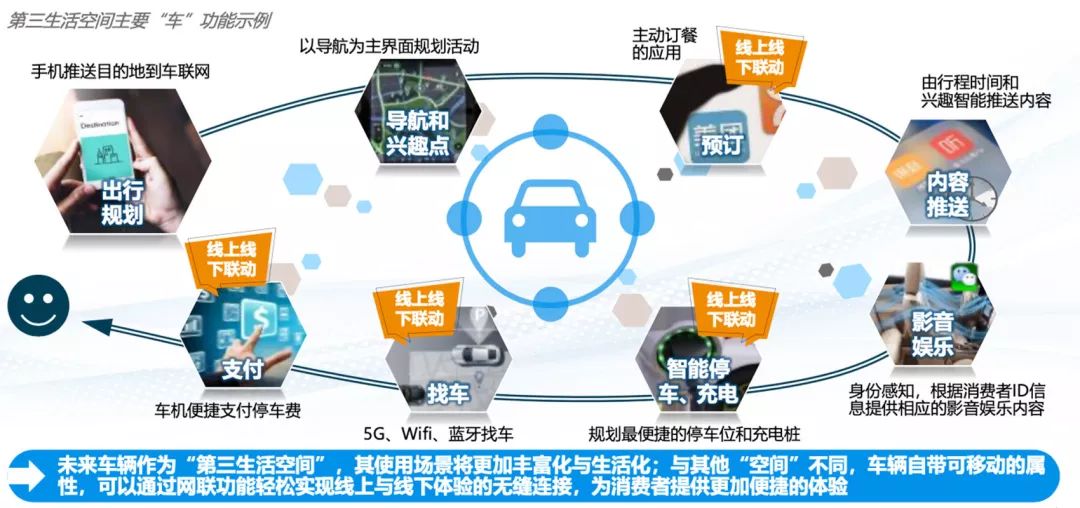 第三生活空间主要“车”功能示例
手机推送目的地到车联网
Destination
出行
规划
以导航为主界面规划活动
导航和
兴趣点
主动订餐
的应用
线上线
下联动
美团
预订
由行程时间和
兴趣智能推送内容
听
内容
推送
影音
娱乐
身份感知，根据消费者ID信
息提供相应的影音娱乐内容
线上线
下联动
智能停
车、充电
规划最便捷的停车位和充电桩
线上线
下联动
P
找车
5G、Wifi、蓝牙找车
线上线
下联动
$
支付
车机便捷支付停车费
未来车辆作为“第三生活空间”，其使用场景将更加丰富化与生活化；与其他“空间”不同，车辆自带可移动的属
性，可以通过网联功能轻松实现线上与线下体验的无缝连接，为消费者提供更加便捷的体验